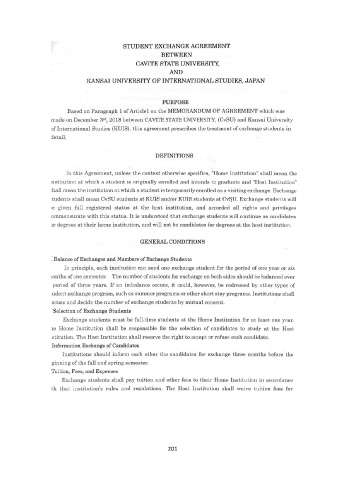 STUDENT EXCHANGE AGREEMENT
BETWEEN
CAVITE STATE UNIVERSITY,
AND
KANSAI UNIVERSITY OF INTERNATIONAL STUDIES, JAPAN
PURPOSE
Based on Paragraph 1 of Article1 on the MEMORANDUM OF AGREEMENT which was
made on December 3rd, 2018 between CAVITE STATE UNIVERSITY, (CvSU) and Kansai University
of International Studies (KUIS), this agreement prescribes the treatment of exchange students in
detail.
DEFINITIONS
In this Agreement, unless the context otherwise specifies, "Home Institution" shall mean the
nstitution at which a student is originally enrolled and intends to graduate and "Host Institution"
hall mean the institution at which a student is temporarily enrolled as a visiting exchange. Exchange
tudents shall mean CvSU students at KUIS and/or KUIS students at CvSU. Exchange students will
e given full registered status at the host institution, and accorded all rights and privileges
ommensurate with this status. It is understood that exchange students will continue as candidates
or degrees at their home institution, and will not be candidates for degrees at the host institution.
GENERAL CONDITIONS
. Balance of Exchanges and Numbers of Exchange Students
In principle, each institution can send one exchange student for the period of one year or six
onths of one semester. The number of students for exchange on both sides should be balanced over
period of three years. If an imbalance occurs, it could, however, be redressed by other types of
udent exchange program, such as summer programs or other short stay programs. Institutions shall
and decide the number of exchange students by mutual consent.
Selection of Exchange Students
Exchange students must be full-time students at the Home Institution for at least one year.
he Home Institution shall be responsible for the selection of candidates to study at the Host
stitution. The Host Institution shall reserve the right to accept or refuse each candidate.
Information Exchange of Candidates
Institutions should inform each other the candidates for exchange three months before the
ginning of the fall and spring semester.
Tuition, Fees, and Expenses
Exchange students shall pay tuition and other fees to their Home Institution in accordance
th that institution's rules and regulations. The Host Institution shall waive tuition fees for
201